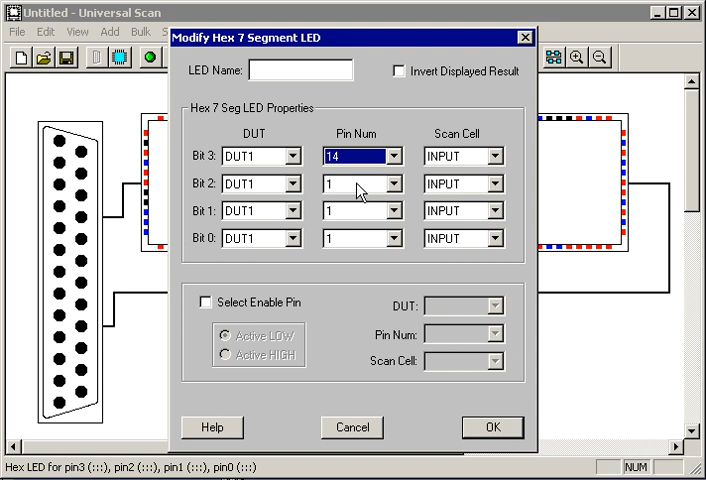 Untitled - Universal Scan
File Edit View Add Bulk S
Modify Hex 7 Segment LED
LED Name:
Invert Displayed Result
Hex 7 Seg LED Properties
DUT Pin Num Scan Cell
Bit 3: DUT1 14 INPUT
Bit 2: DUT1 1 INPUT
Bit 1: DUT1 1 INPUT
Bit 0: DUT1 1 INPUT
Select Enable Pin
Active LOW
Active HIGH
DUT:
Pin Num:
Scan Cell:
Help Cancel OK
Hex LED for pin3 (:::), pin2 (:::), pin1 (:::), pin0 (:::)
NUM